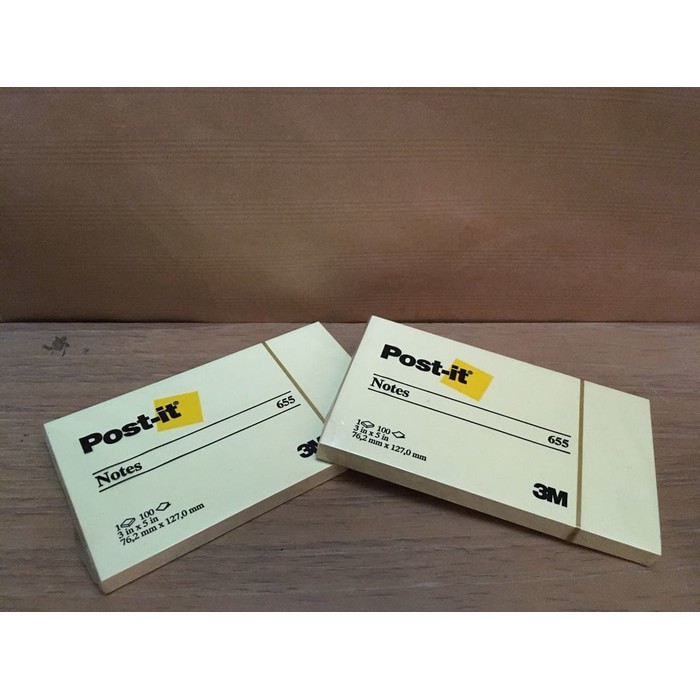 Post-it®
Notes
655
1 100
3 in x 5 in
76,2 mm x 127,0 mm
3M
Post-it®
Notes
655
1 100
3 in x 5 in
76,2 mm x 127,0 mm
3M